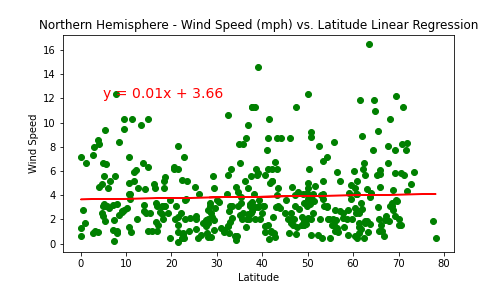 Northern Hemisphere - Wind Speed (mph) vs. Latitude Linear Regression
16
14
12
10
8
6
4
2
0
Wind Speed
y = 0.01x + 3.66
0 10 20 30 40 50 60 70 80
Latitude